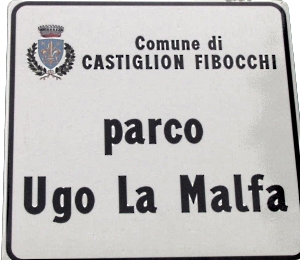 Comune di
CASTIGLION FIBOCCHI
parco
Ugo La Malfa